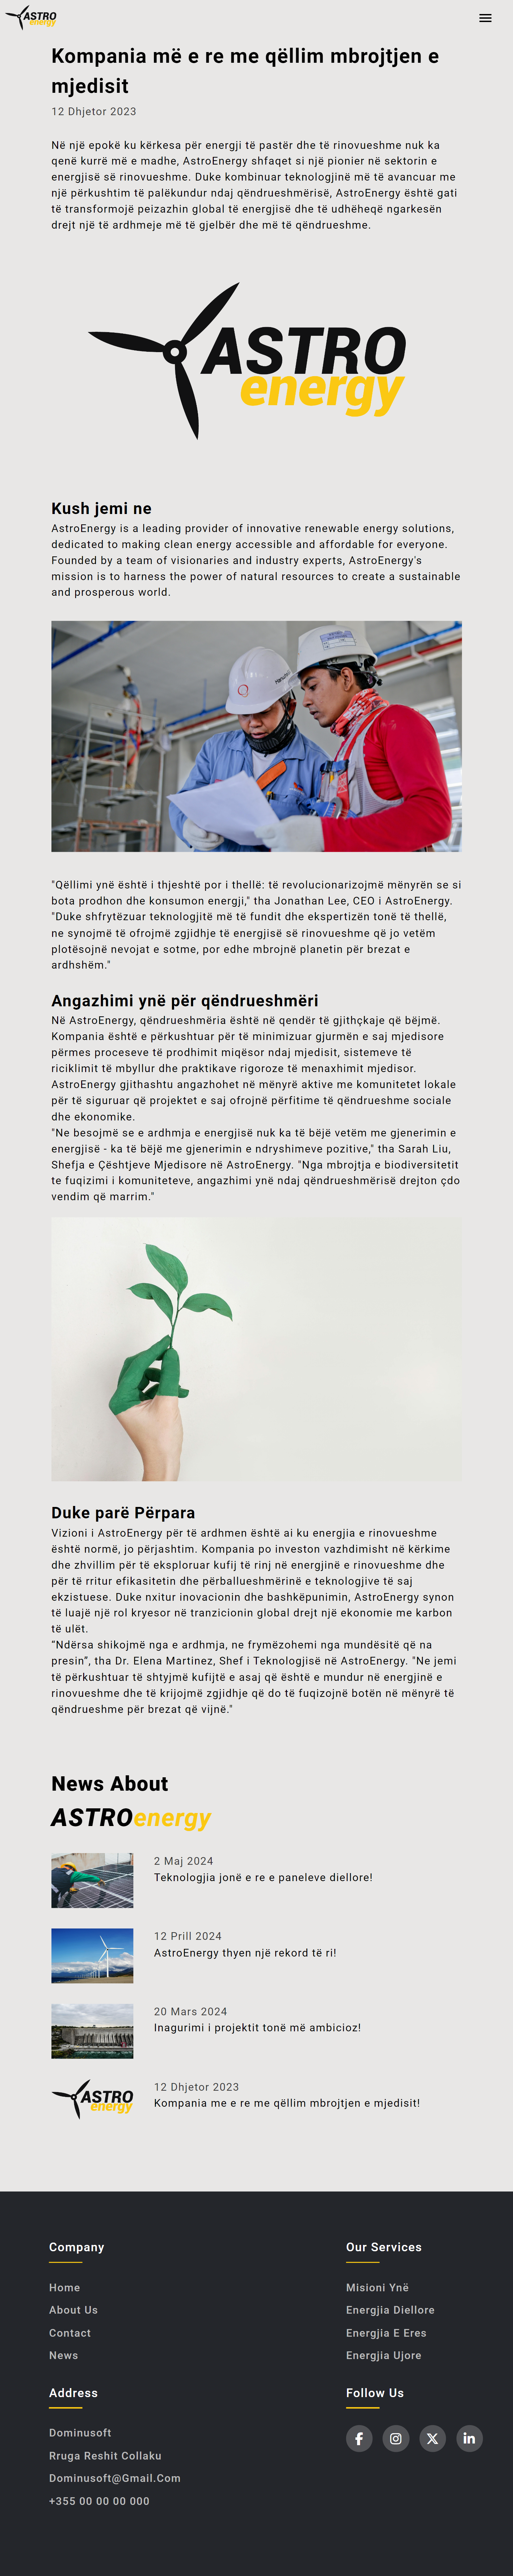 ASTRO
energy
Kompania më e re me qëllim mbrojtjen e
mjedisit
12 Dhjetor 2023
Në një epokë ku kërkesa për energji të pastër dhe të rinovueshme nuk ka
qenë kurrë më e madhe, AstroEnergy shfaqet si një pionier në sektorin e
energjisë së rinovueshme. Duke kombinuar teknologjinë më të avancuar me
një përkushtim të palëkundur ndaj qëndrueshmërisë, AstroEnergy është gati
të transformojë peizazhin global të energjisë dhe të udhëheqë ngarkesën
drejt një të ardhmeje më të gjelbër dhe më të qëndrueshme.
ASTRO
energy
Kush jemi ne
AstroEnergy is a leading provider of innovative renewable energy solutions,
dedicated to making clean energy accessible and affordable for everyone.
Founded by a team of visionaries and industry experts, AstroEnergy's
mission is to harness the power of natural resources to create a sustainable
and prosperous world.
"Qëllimi ynë është i thjeshtë por i thellë: të revolucionarizojmë mënyrën se si
bota prodhon dhe konsumon energji," tha Jonathan Lee, CEO i AstroEnergy.
"Duke shfrytëzuar teknologjitë më të fundit dhe ekspertizën tonë të thellë,
ne synojmë të ofrojmë zgjidhje të energjisë së rinovueshme që jo vetëm
plotësojnë nevojat e sotme, por edhe mbrojnë planetin për brezat e
ardhshëm."
Angazhimi ynë për qëndrueshmëri
Në AstroEnergy, qëndrueshmëria është në qendër të gjithçkaje që bëjmë.
Kompania është e përkushtuar për të minimizuar gjurmën e saj mjedisore
përmes proceseve të prodhimit miqësor ndaj mjedisit, sistemeve të
riciklimit të mbyllur dhe praktikave rigoroze të menaxhimit mjedisor.
AstroEnergy gjithashtu angazhohet në mënyrë aktive me komunitetet lokale
për të siguruar që projektet e saj ofrojnë përfitime të qëndrueshme sociale
dhe ekonomike.
"Ne besojmë se e ardhmja e energjisë nuk ka të bëjë vetëm me gjenerimin e
energjisë - ka të bëjë me gjenerimin e ndryshimeve pozitive," tha Sarah Liu,
Shefja e Çështjeve Mjedisore në AstroEnergy. "Nga mbrojtja e biodiversitetit
te fuqizimi i komuniteteve, angazhimi ynë ndaj qëndrueshmërisë drejton çdo
vendim që marrim."
Duke parë Përpara
Vizioni i AstroEnergy për të ardhmen është ai ku energjia e rinovueshme
është normë, jo përjashtim. Kompania po investon vazhdimisht në kërkime
dhe zhvillim për të eksploruar kufij të rinj në energjinë e rinovueshme dhe
për të rritur efikasitetin dhe përballueshmërinë e teknologjive të saj
ekzistuese. Duke nxitur inovacionin dhe bashkëpunimin, AstroEnergy synon
të luajë një rol kryesor në tranzicionin global drejt një ekonomie me karbon
të ulët.
“Ndërsa shikojmë nga e ardhmja, ne frymëzohemi nga mundësitë që na
presin”, tha Dr. Elena Martinez, Shef i Teknologjisë në AstroEnergy. "Ne jemi
të përkushtuar të shtyjmë kufijtë e asaj që është e mundur në energjinë e
rinovueshme dhe të krijojmë zgjidhje që do të fuqizojnë botën në mënyrë të
qëndrueshme për brezat që vijnë."
News About
ASTROenergy
2 Maj 2024
Teknologjia jonë e re e paneleve diellore!
12 Prill 2024
AstroEnergy thyen një rekord të ri!
20 Mars 2024
Inagurimi i projektit tonë më ambicioz!
ASTRO
energy
12 Dhjetor 2023
Kompania me e re me qëllim mbrojtjen e mjedisit!
Company
Home
About Us
Contact
News
Our Services
Misioni Ynë
Energjia Diellore
Energjia E Eres
Energjia Ujore
Address
Dominusoft
Rruga Reshit Collaku
Dominusoft@Gmail.Com
+355 00 00 00 000
Follow Us